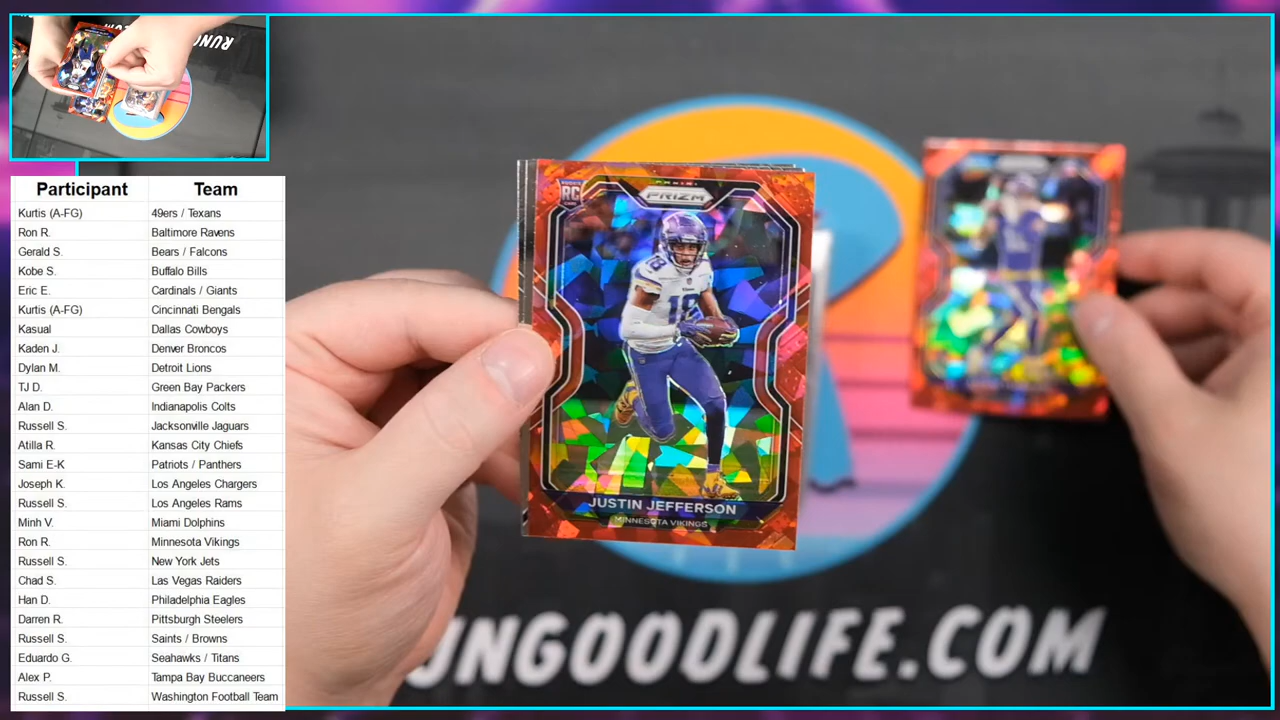 RUN
Participant Team
Kurtis (A-FG) 49ers / Texans
Ron R. Baltimore Ravens
Gerald S. Bears / Falcons
Kobe S. Buffalo Bills
Eric E. Cardinals / Giants
Kurtis (A-FG) Cincinnati Bengals
Kasual Dallas Cowboys
Kaden J. Denver Broncos
Dylan M. Detroit Lions
TJ D. Green Bay Packers
Alan D. Indianapolis Colts
Russell S. Jacksonville Jaguars
Atilla R. Kansas City Chiefs
Sami E-K Patriots / Panthers
Joseph K. Los Angeles Chargers
Russell S. Los Angeles Rams
Minh V. Miami Dolphins
Ron R. Minnesota Vikings
Russell S. New York Jets
Chad S. Las Vegas Raiders
Han D. Philadelphia Eagles
Darren R. Pittsburgh Steelers
Russell S. Saints / Browns
Eduardo G. Seahawks / Titans
Alex P. Tampa Bay Buccaneers
Russell S. Washington Football Team
RC
PANINI
PRIZM
18
18
JUSTIN JEFFERSON
MINNESOTA VIKINGS
UNGOODLIFE.COM